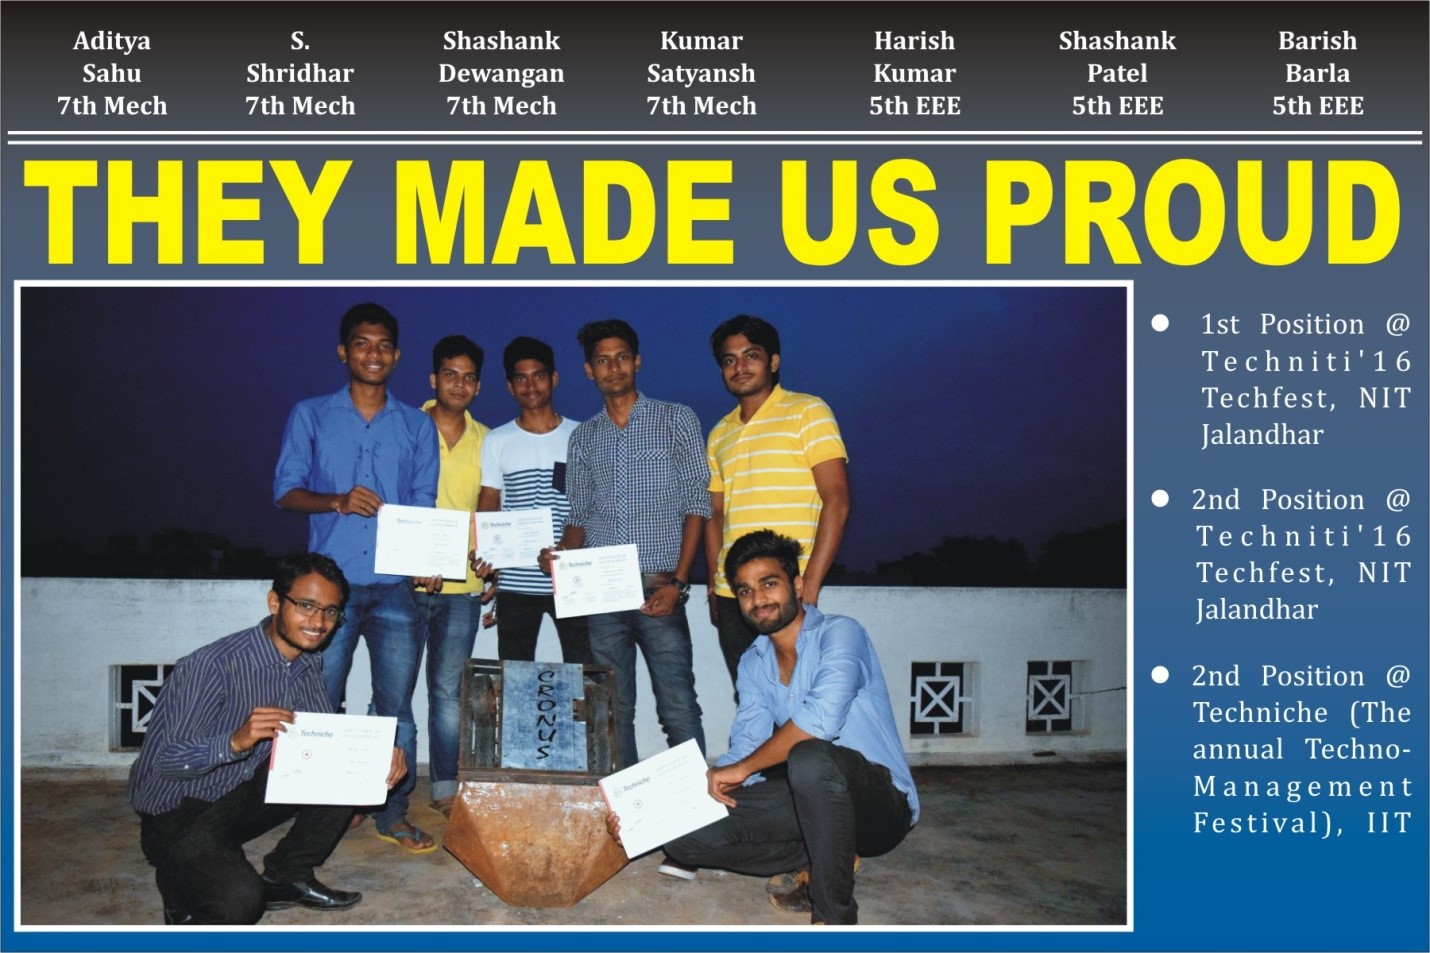 Aditya
Sahu
7th Mech
S.
Shridhar
7th Mech
Shashank
Dewangan
7th Mech
Kumar
Satyansh
7th Mech
Harish
Kumar
5th EEE
Shashank
Patel
5th EEE
Barish
Barla
5th EEE
THEY MADE US PROUD
● 1st Position @
Techniti'16
Techfest, NIT
Jalandhar
● 2nd Position @
Techniti'16
Techfest, NIT
Jalandhar
● 2nd Position @
Techniche (The
annual Techno-
Management
Festival), IIT
Techniche
Techniche
Techniche
Techniche
CRONUS
Techniche